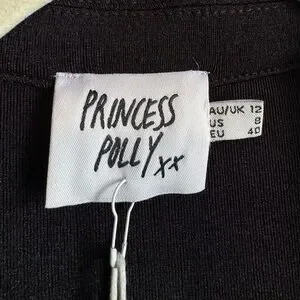 PRINCESS
POLLY xx
AU/UK 12
US 8
EU 40